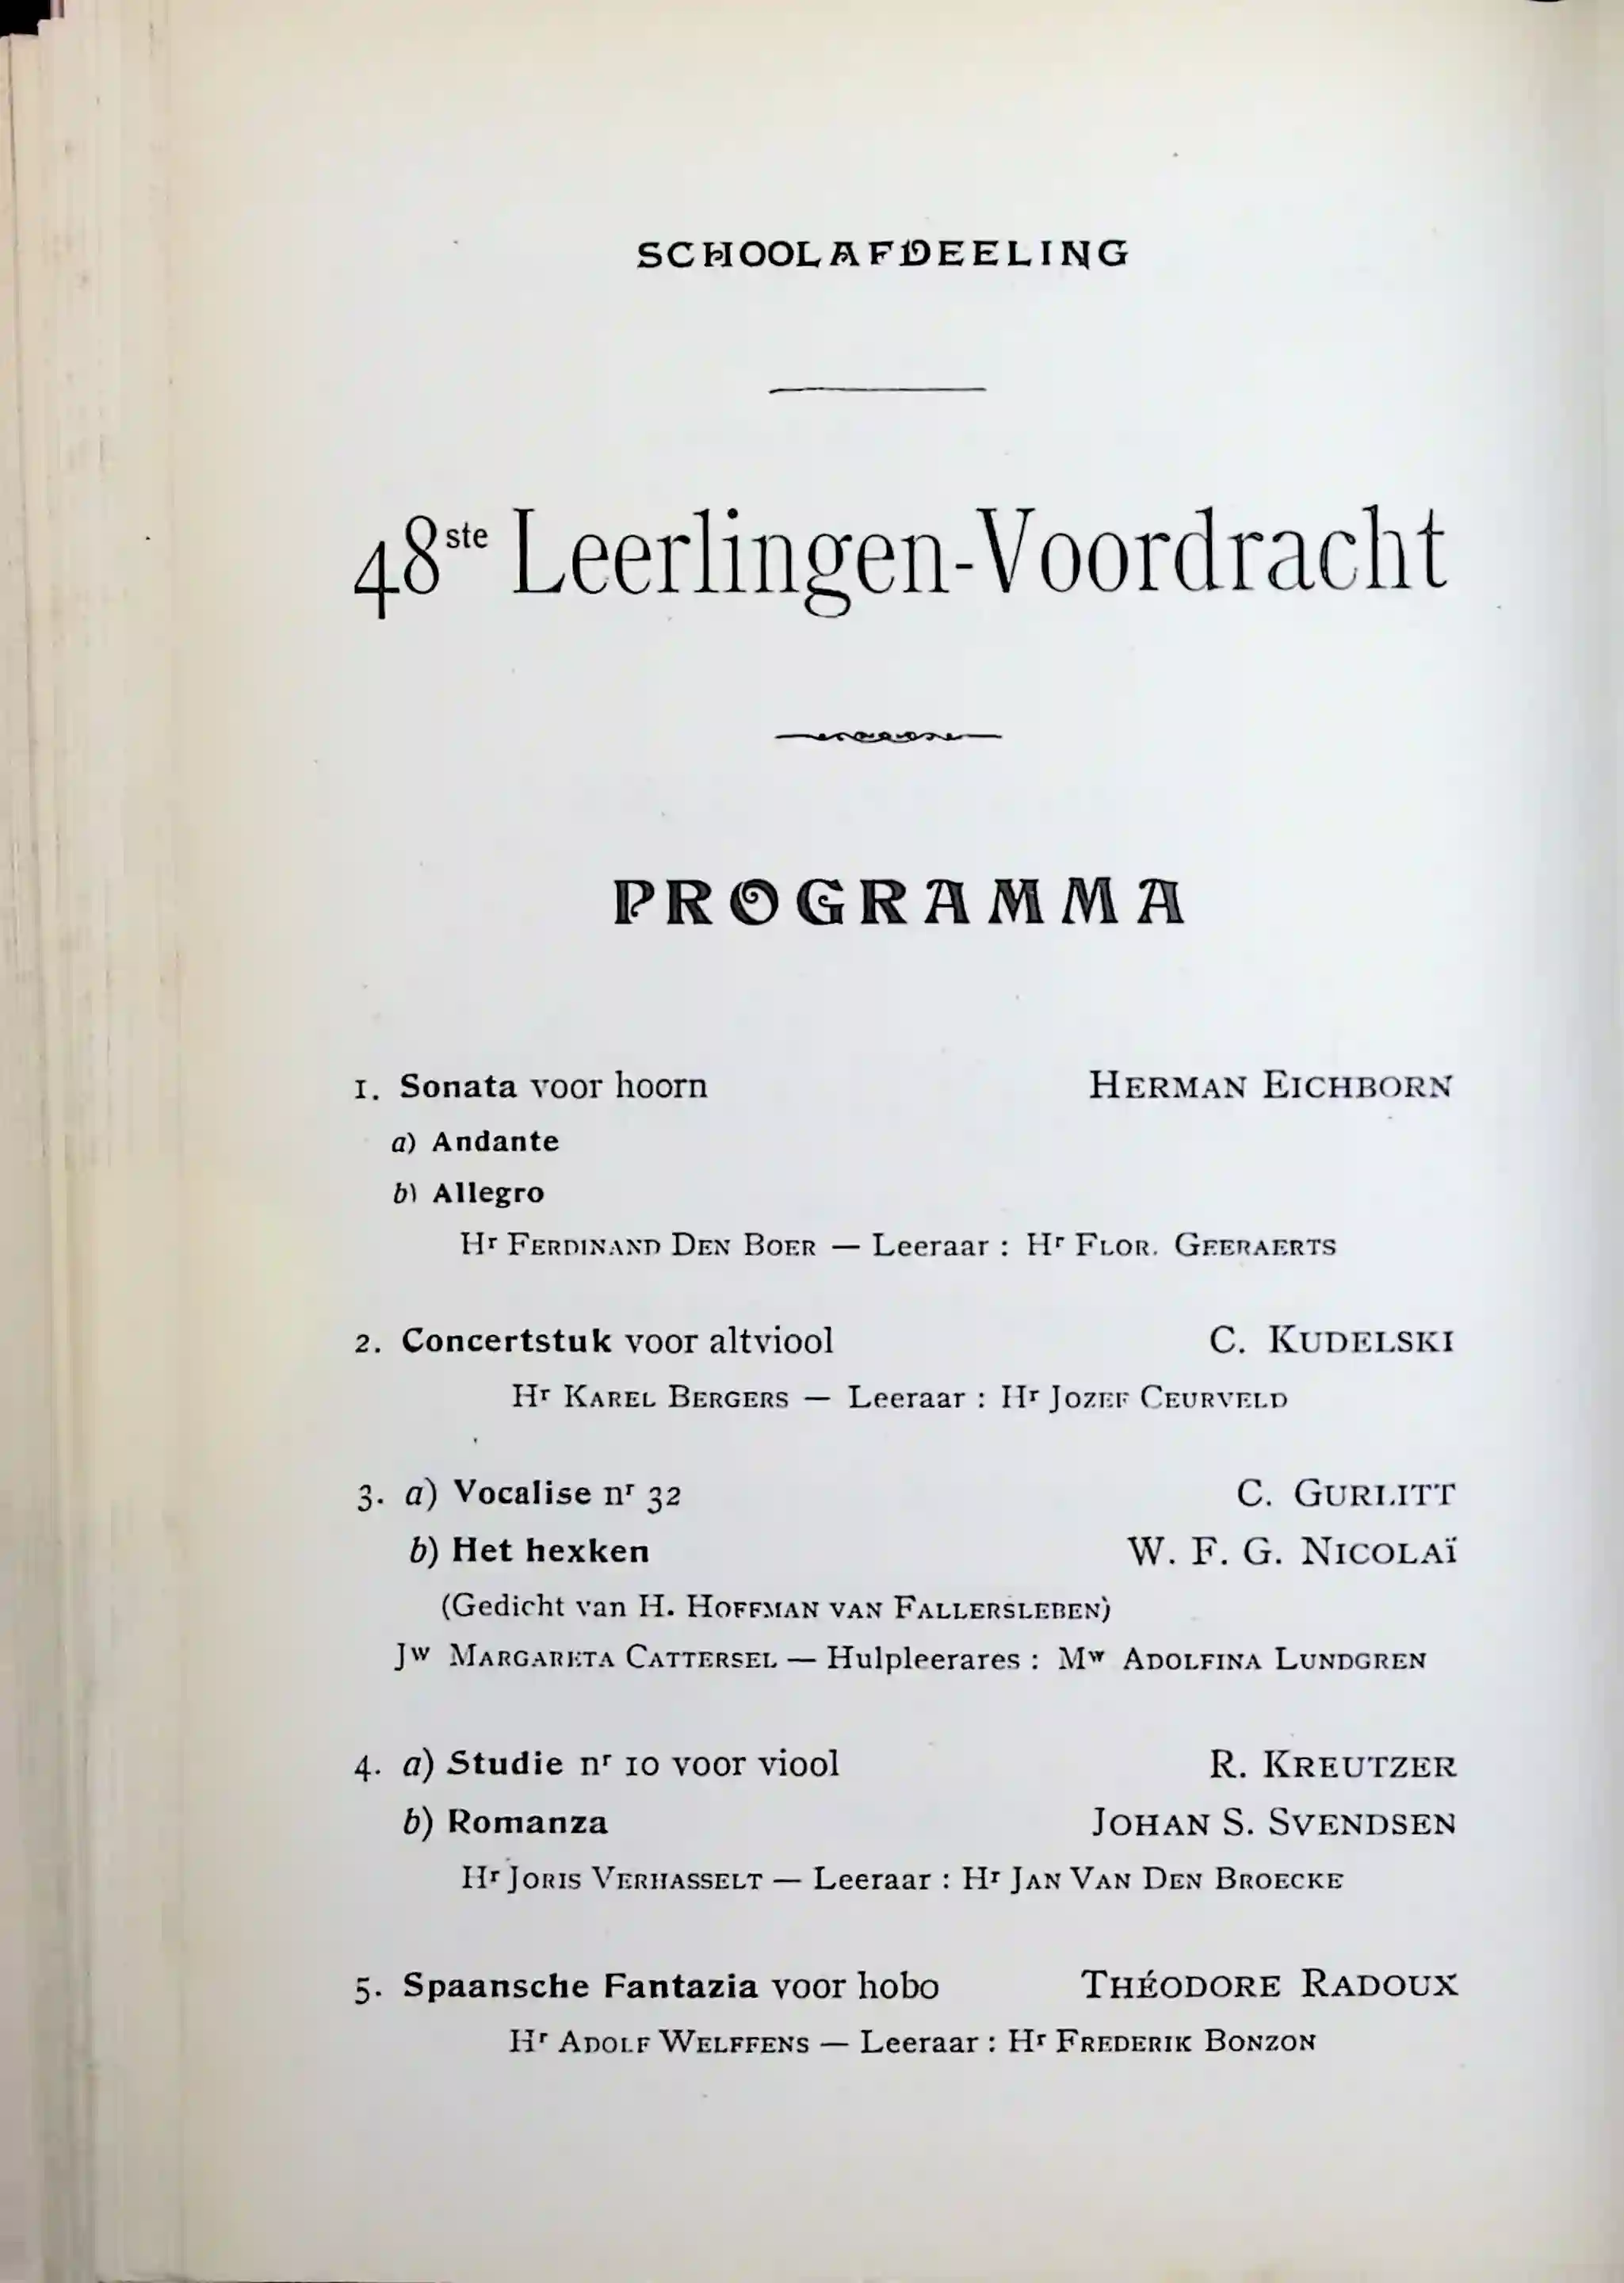 SCHOOLAFDEELING
48ste Leerlingen-Voordracht
PROGRAMMA
1. Sonata voor hoorn HERMAN EICHBORN
a) Andante
b) Allegro
Hr FERDINAND DEN BOER — Leeraar : Hr FLOR. GEERAERTS
2. Concertstuk voor altviool C. KUDELSKI
Hr KAREL BERGERS — Leeraar : Hr JOZEF CEURVELD
3. a) Vocalise nr 32 C. GURLITT
b) Het hexken W. F. G. NICOLAÏ
(Gedicht van H. HOFFMAN VAN FALLERSLEBEN)
Jw MARGARETA CATTERSEL — Hulpleerares : Mw ADOLFINA LUNDGREN
4. a) Studie nr 10 voor viool R. KREUTZER
b) Romanza JOHAN S. SVENDSEN
Hr JORIS VERHASSELT — Leeraar : Hr JAN VAN DEN BROECKE
5. Spaansche Fantazia voor hobo THÉODORE RADOUX
Hr ADOLF WELFFENS — Leeraar : Hr FREDERIK BONZON